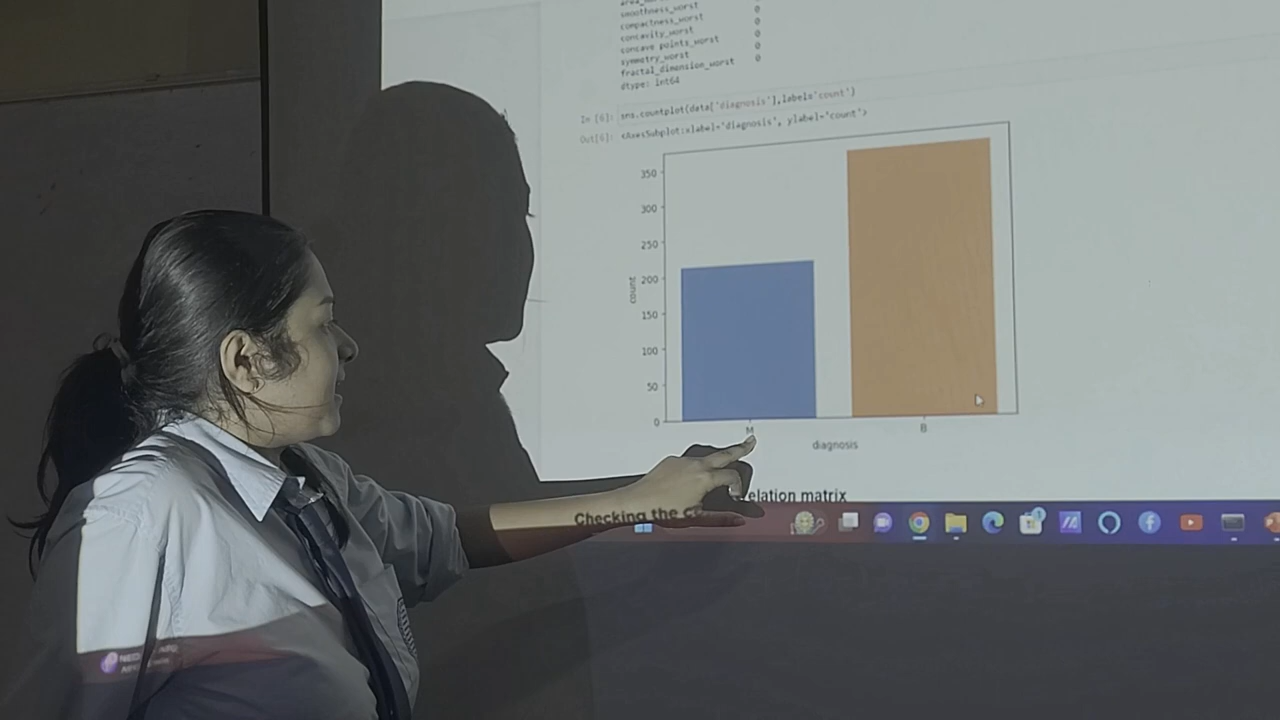 smoothness_worst 0
compactness_worst 0
concavity_worst 0
concave points_worst 0
symmetry_worst 0
fractal_dimension_worst 0
dtype: int64
In [6]: sns.countplot(data['diagnosis'],label='count')
Out[6]: <AxesSubplot:xlabel='diagnosis', ylabel='count'>
350
300
250
200
150
100
50
0
count
M
B
diagnosis
Checking the
elation matrix